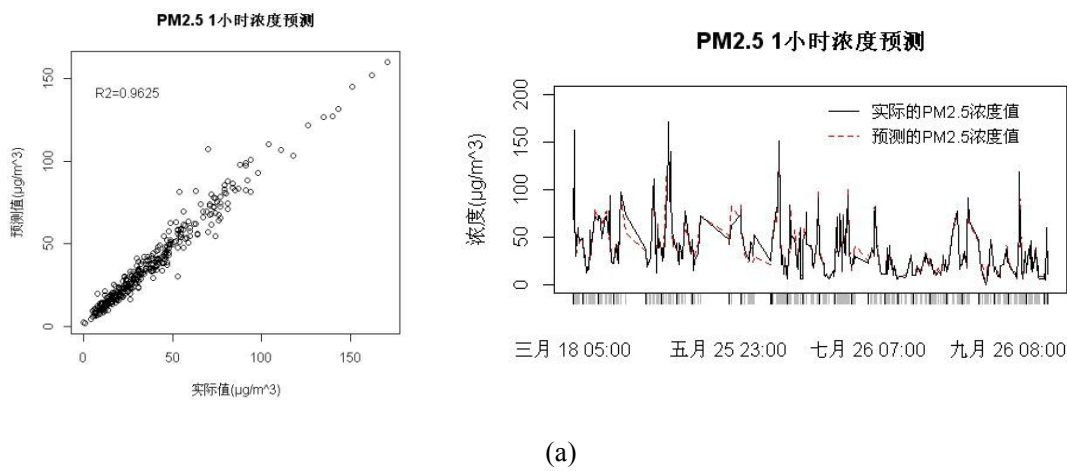 PM2.5 1小时浓度预测
R2=0.9625
预测值(μg/m^3)
150
100
50
0
0 50 100 150
实际值(μg/m^3)
PM2.5 1小时浓度预测
实际的PM2.5浓度值
预测的PM2.5浓度值
浓度(μg/m^3)
200
150
100
50
0
三月 18 05:00 五月 25 23:00 七月 26 07:00 九月 26 08:00
(a)